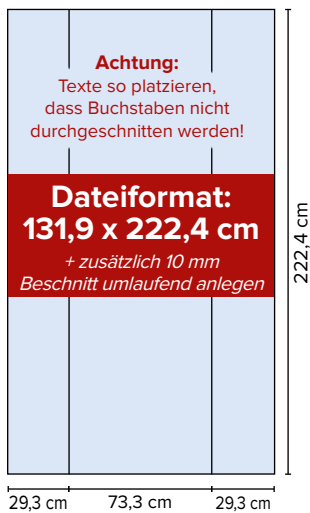 Achtung:
Texte so platzieren,
dass Buchstaben nicht
durchgeschnitten werden!
Dateiformat:
131,9 x 222,4 cm
+ zusätzlich 10 mm
Beschnitt umlaufend anlegen
222,4 cm
29,3 cm
73,3 cm
29,3 cm